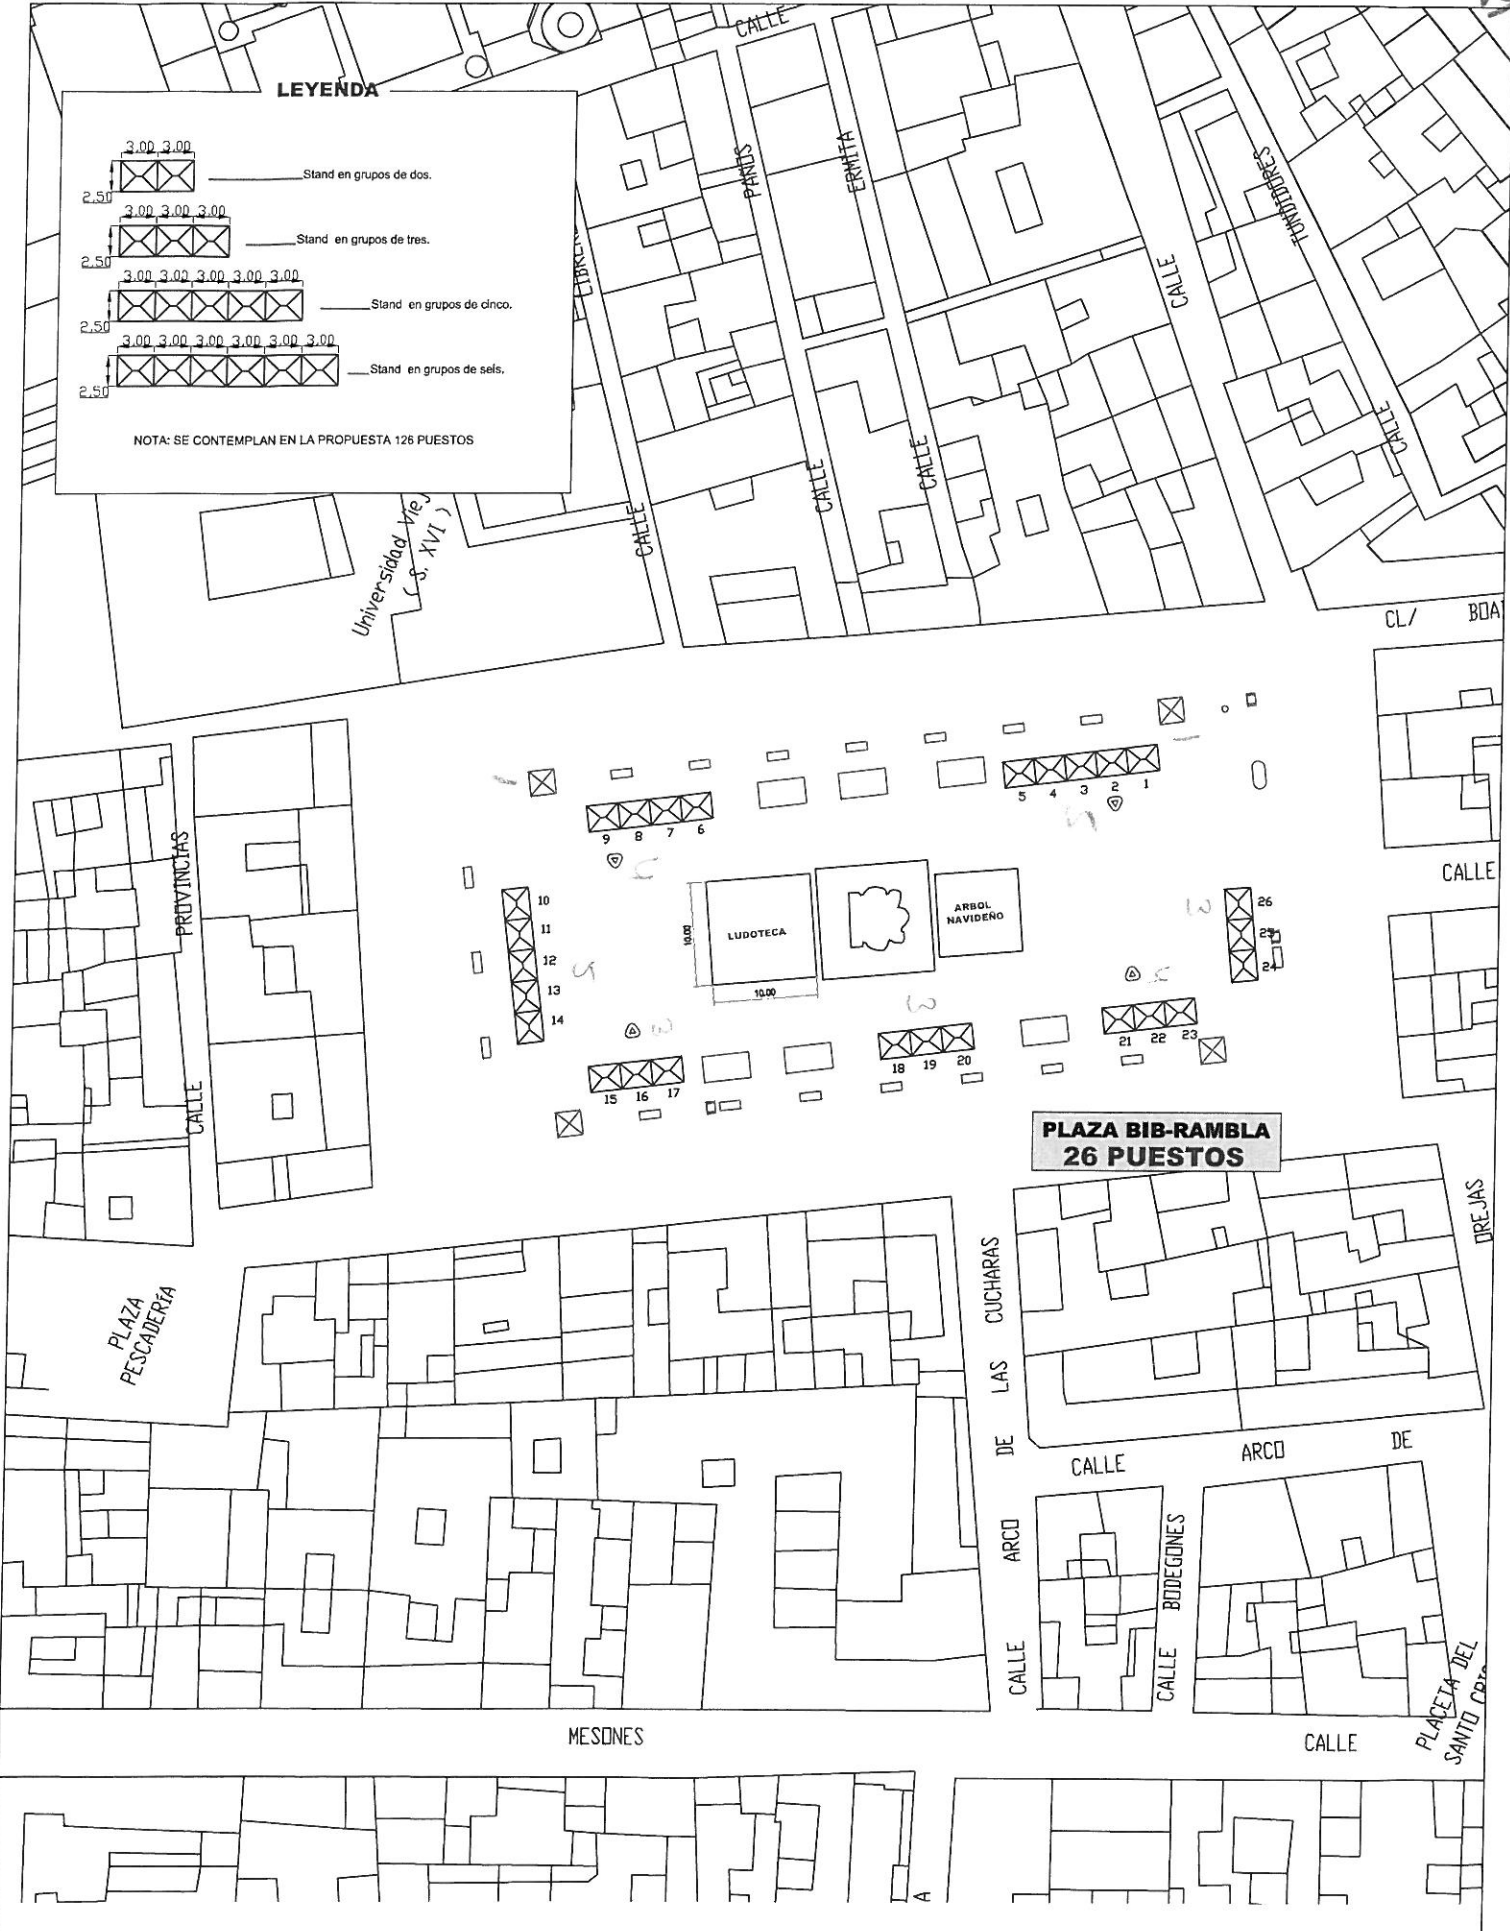 CALLE
LEYENDA
3.00 3.00
2.50
Stand en grupos de dos.
3.00 3.00 3.00
2.50
Stand en grupos de tres.
3.00 3.00 3.00 3.00 3.00
2.50
Stand en grupos de cinco.
3.00 3.00 3.00 3.00 3.00 3.00
2.50
Stand en grupos de seis.
NOTA: SE CONTEMPLAN EN LA PROPUESTA 126 PUESTOS
PAÑOS
ERMITA
TUNDIDORES
CALLE
CALLE
CALLE
CALLE
CALLE
Universidad
( S. XVI )
CL/
PROVINCIAS
CALLE
5 4 3 2 1
9 8 7 6
10
11
12
13
14
LUDOTECA
10.00
10.00
ARBOL
NAVIDEÑO
26
25
24
CALLE
15 16 17
18 19 20
21 22 23
PLAZA BIB-RAMBLA
26 PUESTOS
OREJAS
PLAZA
PESCADERÍA
CALLE ARCO DE LAS CUCHARAS
CALLE ARCO DE
CALLE BODEGONES
PLACETA DEL
SANTO
MESONES
CALLE
A